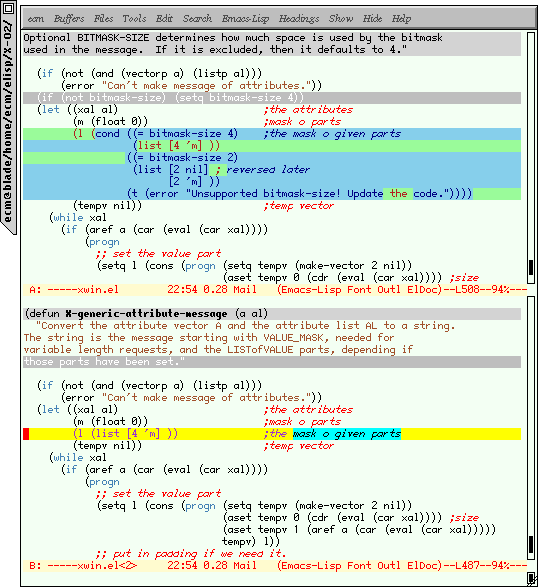 ecm@blade/home/ecm/elisp/X-02/
ecm Buffers Files Tools Edit Search Emacs-Lisp Headings Show Hide Help
Optional BITMASK-SIZE determines how much space is used by the bitmask
used in the message.  If it is excluded, then it defaults to 4."
(if (not (and (vectorp a) (listp al)))
(error "Can't make message of attributes."))
(if (not bitmask-size) (setq bitmask-size 4))
(let ((xal al) ;the attributes
(m (float 0)) ;mask o parts
(l (cond ((= bitmask-size 4) ;the mask o given parts
(list [4 'm] ))
((= bitmask-size 2)
(list [2 nil] ; reversed later
[2 'm] ))
(t (error "Unsupported bitmask-size! Update the code."))))
(tempv nil)) ;temp vector
(while xal
(if (aref a (car (eval (car xal))))
(progn
;; set the value part
(setq l (cons (progn (setq tempv (make-vector 2 nil))
(aset tempv 0 (cdr (eval (car xal)))) ;size
A: -----xwin.el 22:54 0.28 Mail (Emacs-Lisp Font Outl ElDoc)--L508--94%---
(defun X-generic-attribute-message (a al)
"Convert the attribute vector A and the attribute list AL to a string.
The string is the message starting with VALUE_MASK, needed for
variable length requests, and the LISTofVALUE parts, depending if
those parts have been set."
(if (not (and (vectorp a) (listp al)))
(error "Can't make message of attributes."))
(let ((xal al) ;the attributes
(m (float 0)) ;mask o parts
(l (list [4 'm] )) ;the mask o given parts
(tempv nil)) ;temp vector
(while xal
(if (aref a (car (eval (car xal))))
(progn
;; set the value part
(setq l (cons (progn (setq tempv (make-vector 2 nil))
(aset tempv 0 (cdr (eval (car xal)))) ;size
(aset tempv 1 (aref a (car (eval (car xal)))))
tempv) l))
;; put in padding if we need it.
B: -----xwin.el<2> 22:54 0.28 Mail (Emacs-Lisp Font Outl ElDoc)--L487--94%---